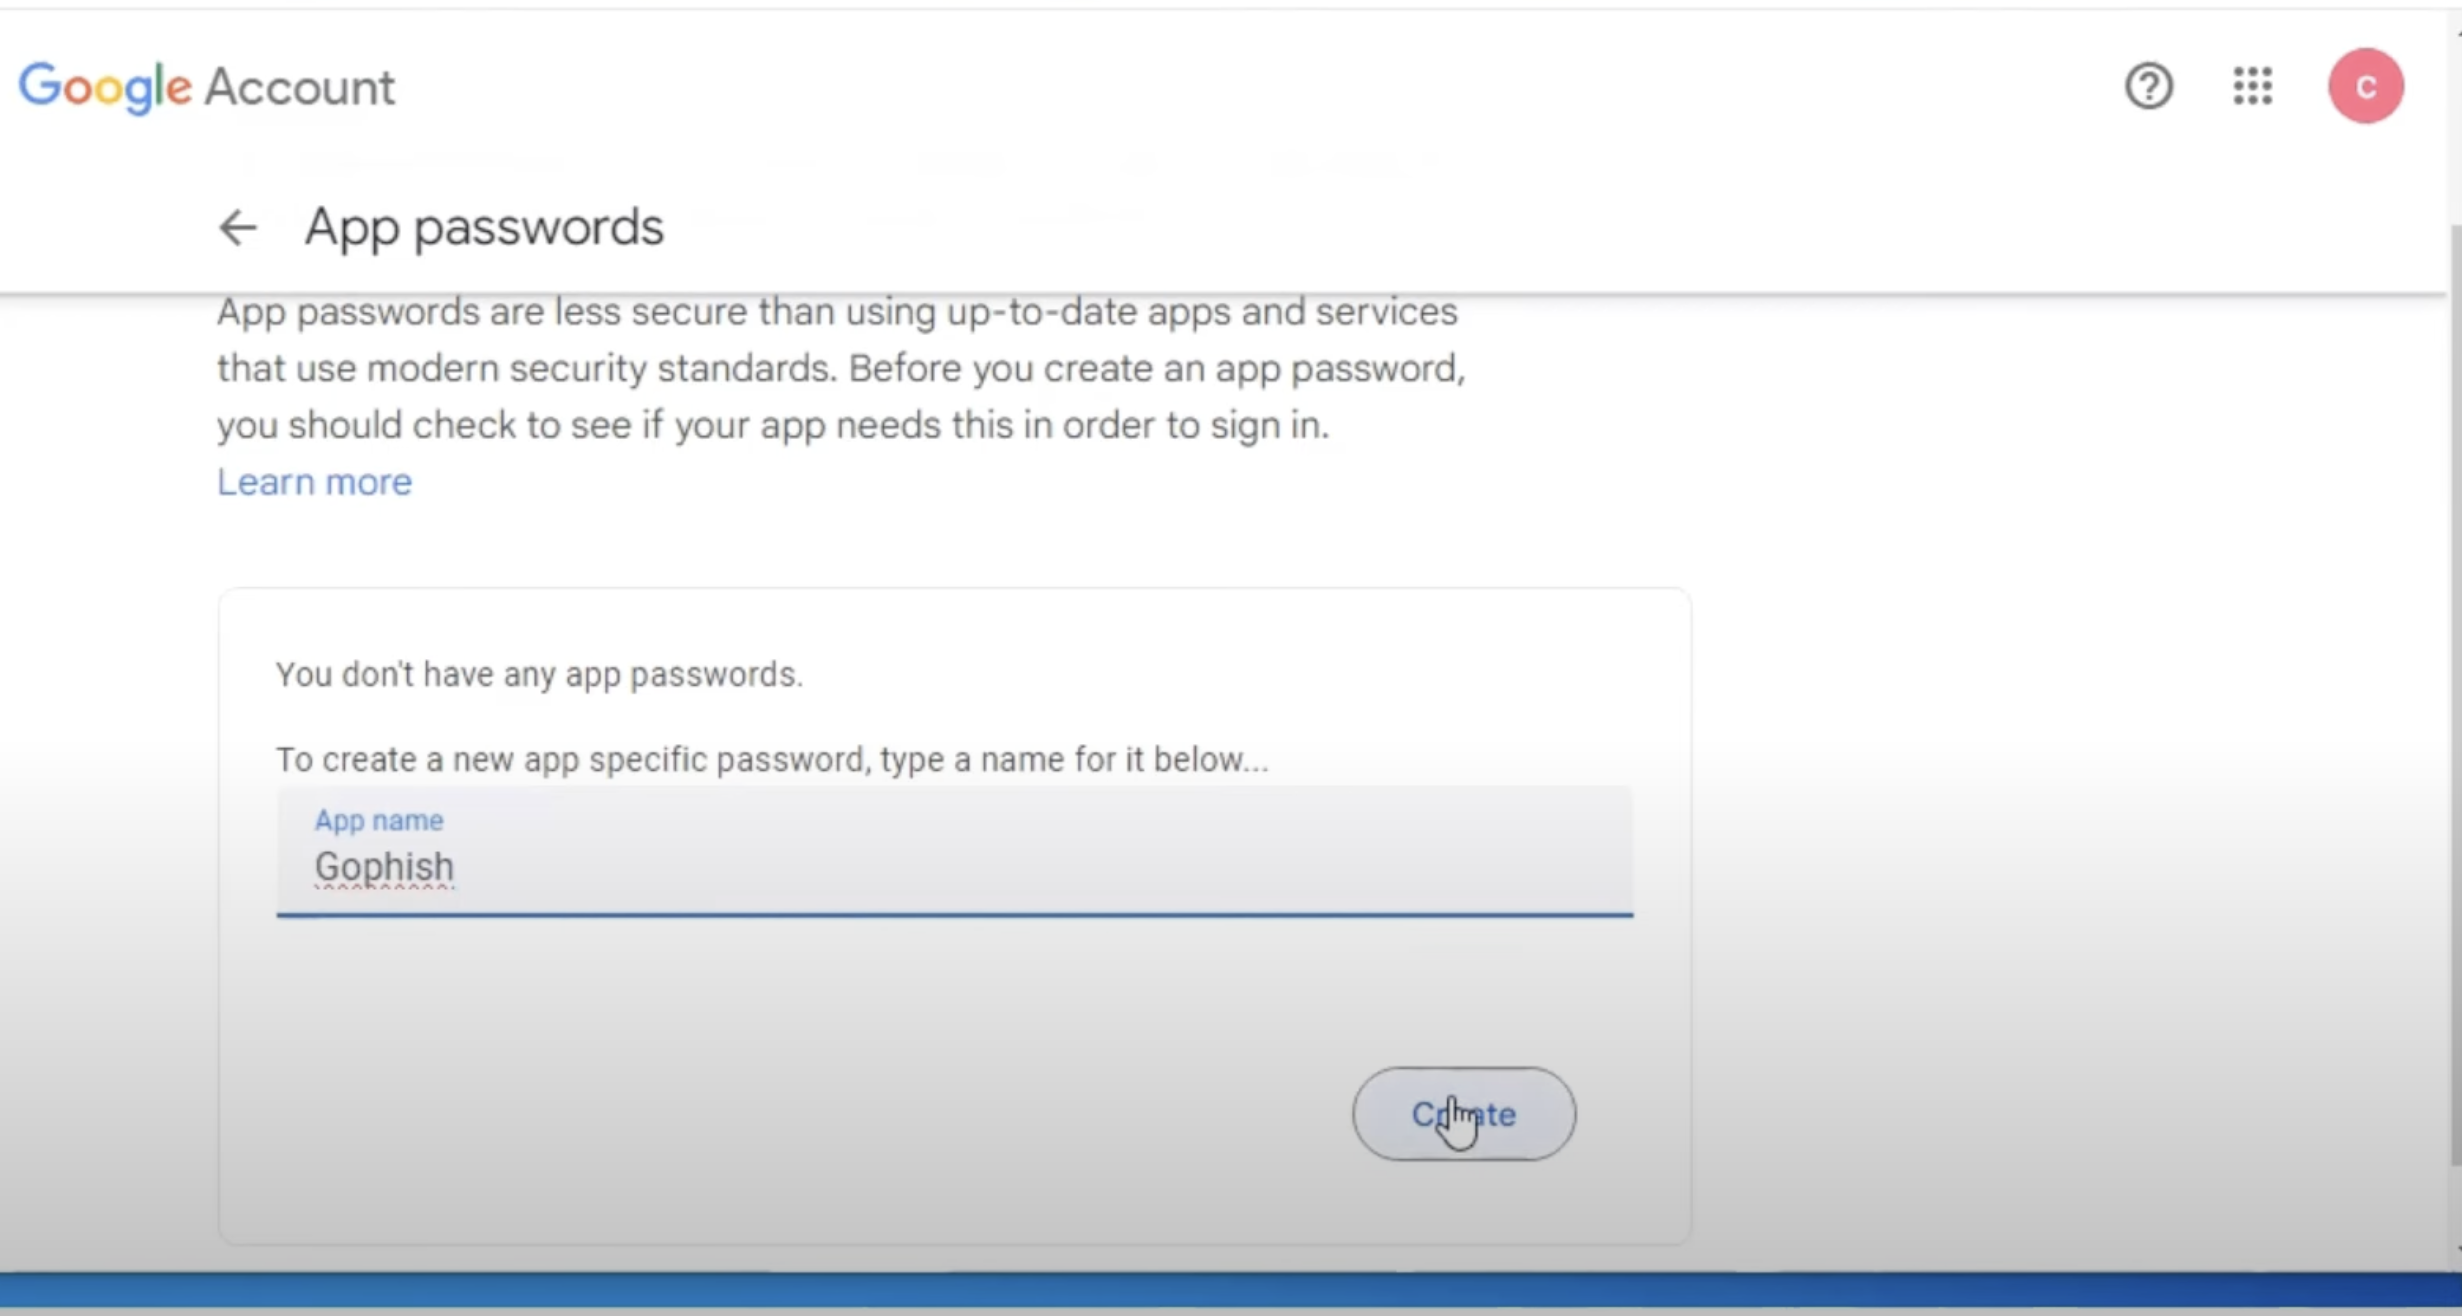 Google Account
C
App passwords
App passwords are less secure than using up-to-date apps and services
that use modern security standards. Before you create an app password,
you should check to see if your app needs this in order to sign in.
Learn more
You don't have any app passwords.
To create a new app specific password, type a name for it below...
App name
Gophish
Create